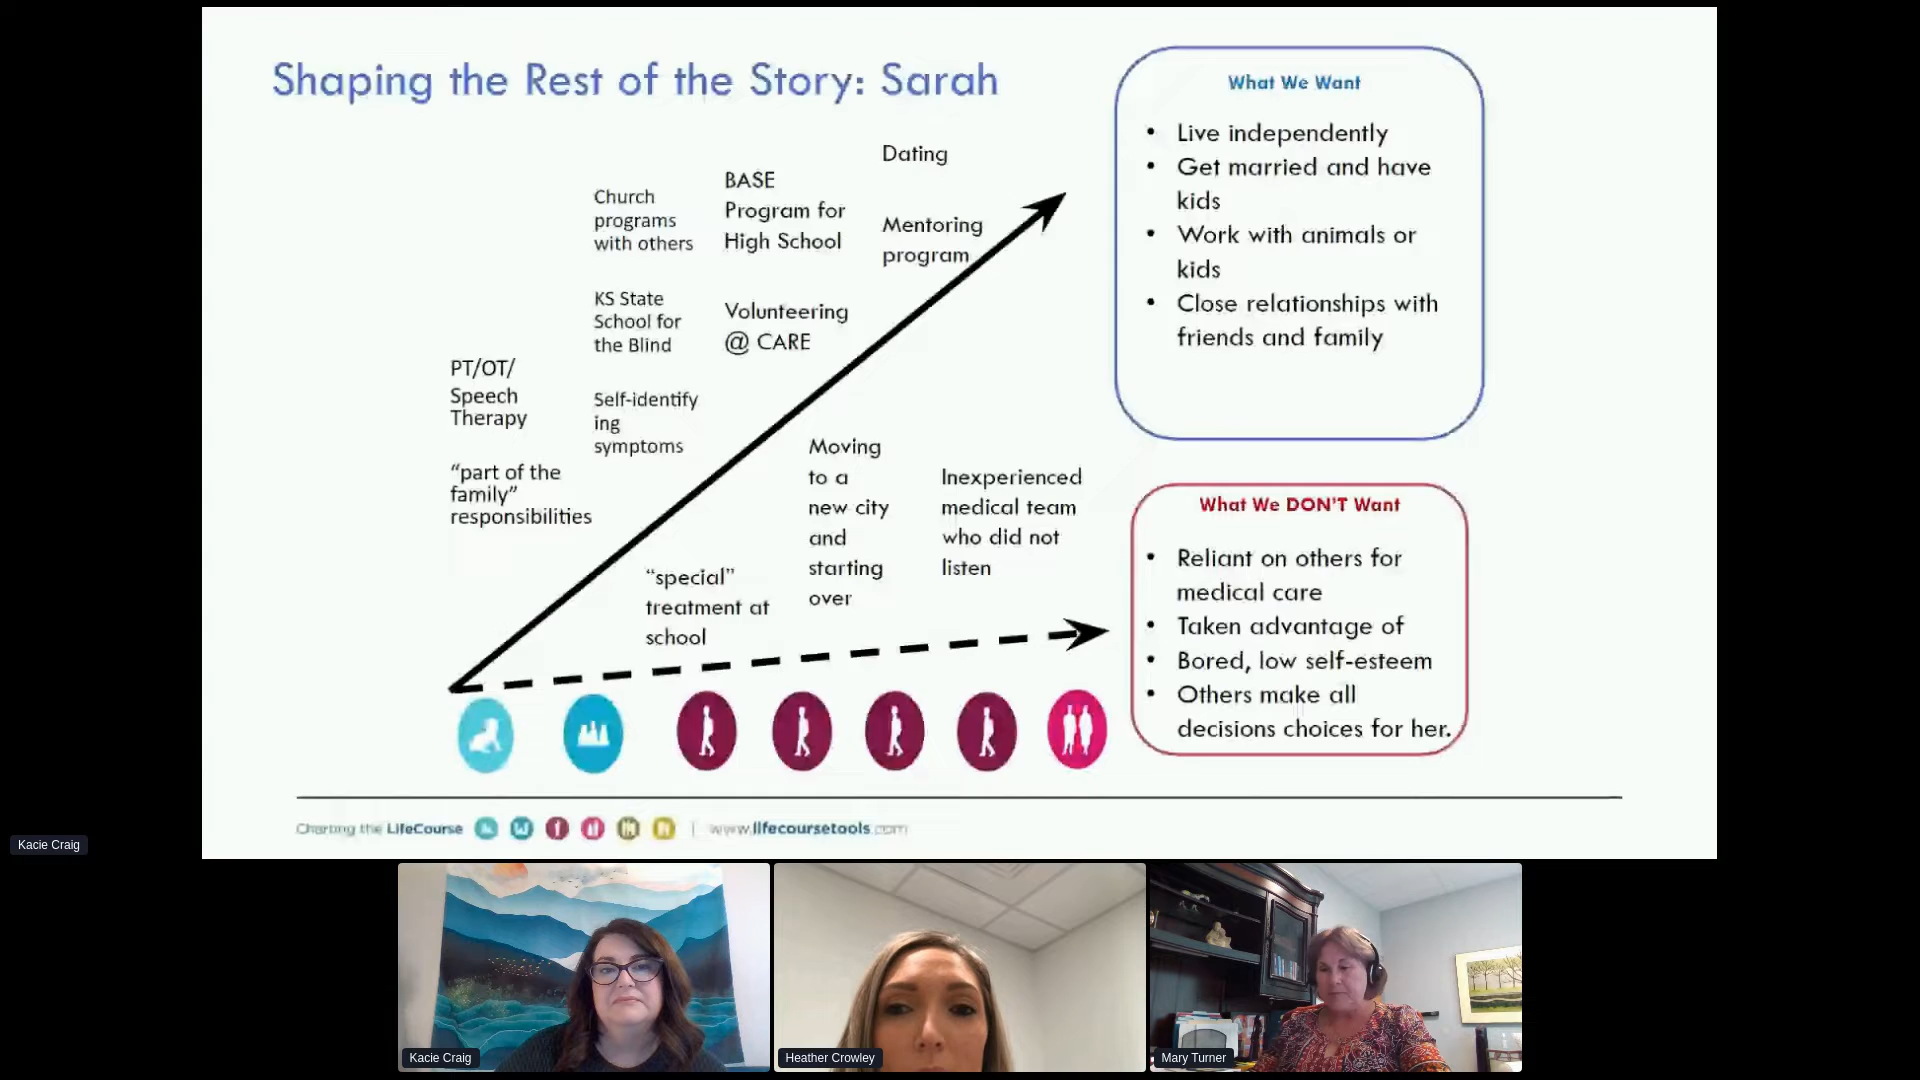 Shaping the Rest of the Story: Sarah
Dating
Mentoring
program
BASE
Program for
High School
Volunteering
@ CARE
Church
programs
with others
KS State
School for
the Blind
Self-identify
ing
symptoms
PT/OT/
Speech
Therapy
“part of the
family”
responsibilities
“special”
treatment at
school
Moving
to a
new city
and
starting
over
Inexperienced
medical team
who did not
listen
What We Want
• Live independently
• Get married and have
kids
• Work with animals or
kids
• Close relationships with
friends and family
What We DON'T Want
• Reliant on others for
medical care
• Taken advantage of
• Bored, low self-esteem
• Others make all
decisions choices for her.
Charting the LifeCourse | www.lifecoursetools.com
Kacie Craig
Kacie Craig
Heather Crowley
Mary Turner